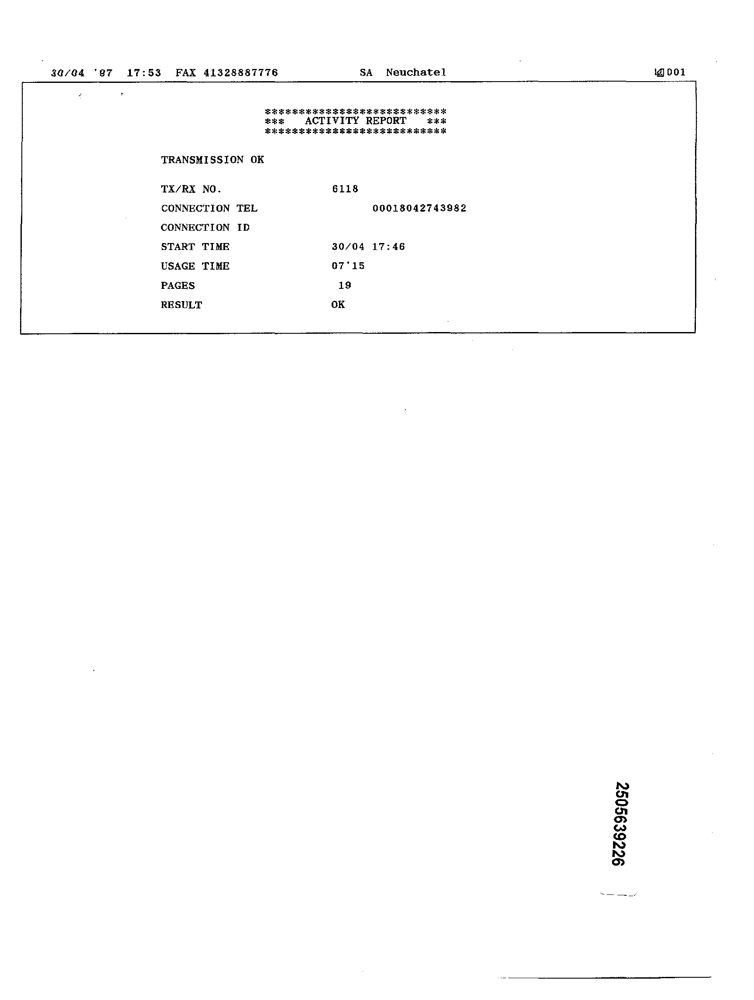 30/04 '97 17:53 FAX 41328887776 SA Neuchatel 001
***************************
*** ACTIVITY REPORT ***
***************************
TRANSMISSION OK
TX/RX NO. 6118
CONNECTION TEL 00018042743982
CONNECTION ID
START TIME 30/04 17:46
USAGE TIME 07'15
PAGES 19
RESULT OK
2505639226